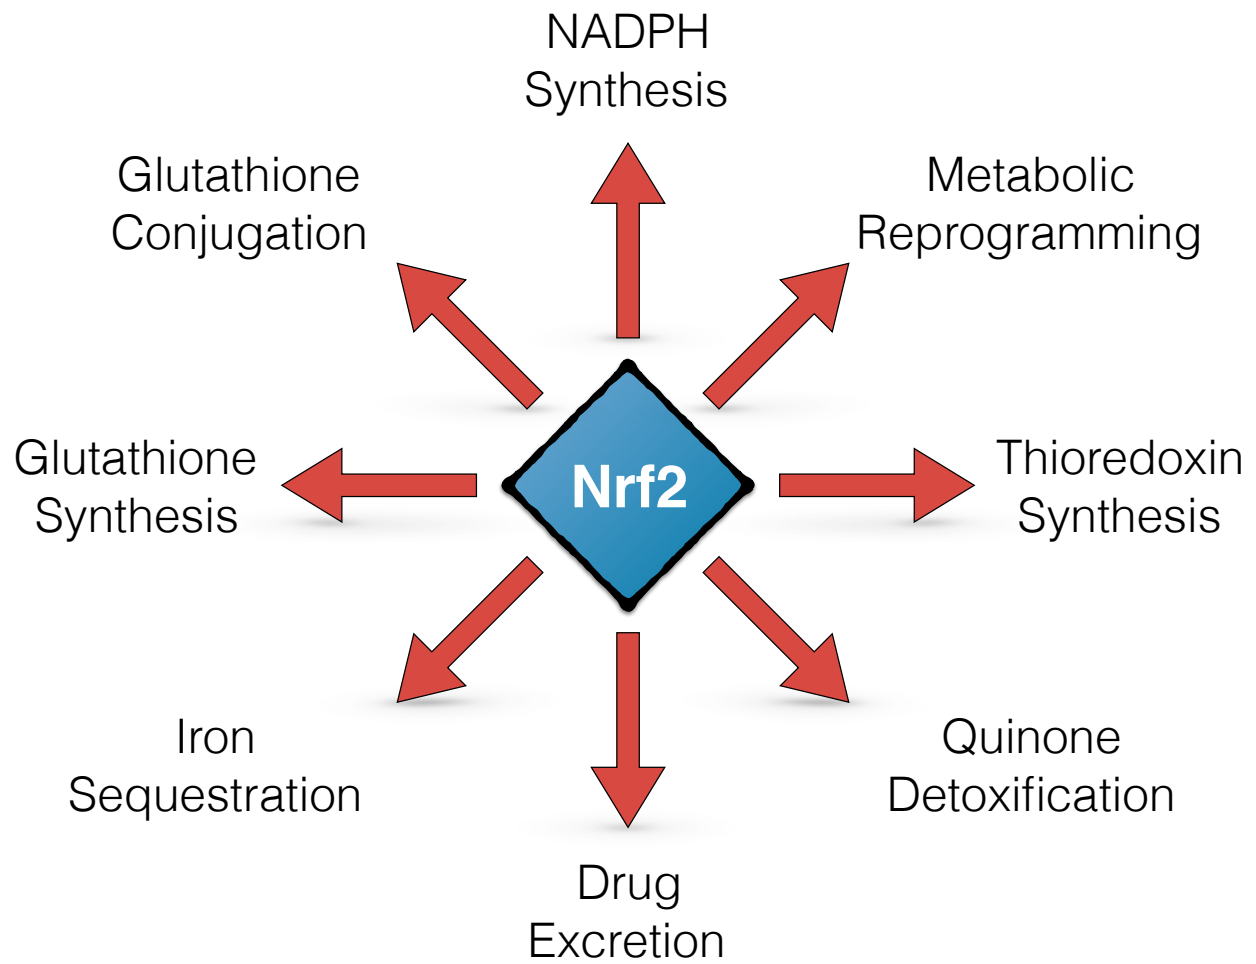 NADPH
Synthesis
Glutathione
Conjugation
Metabolic
Reprogramming
Glutathione
Synthesis
Nrf2
Thioredoxin
Synthesis
Iron
Sequestration
Quinone
Detoxification
Drug
Excretion